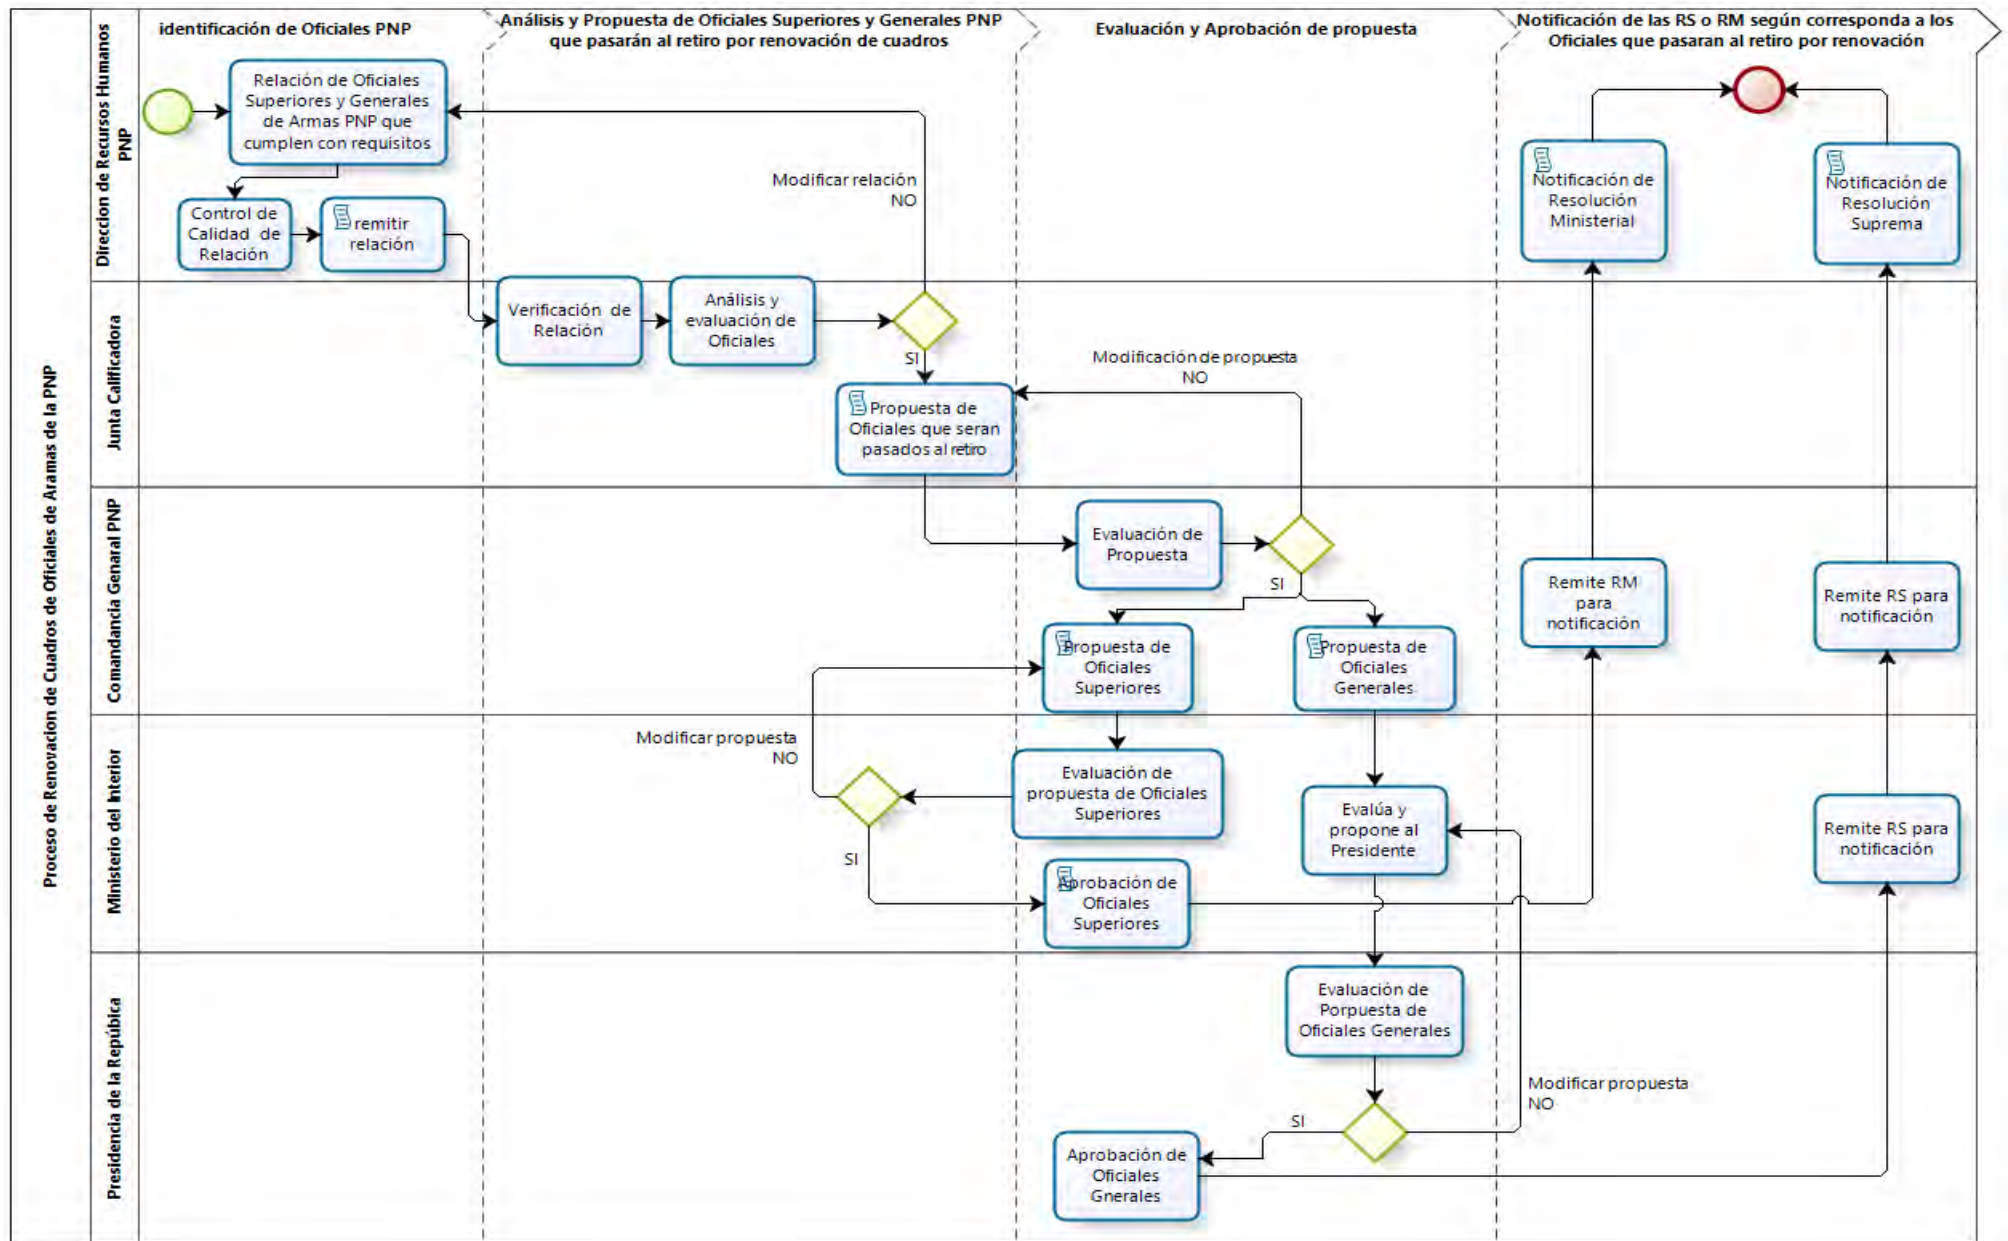 Proceso de Renovacion de Cuadros de Oficiales de Aramas de la PNP
identificación de Oficiales PNP
Análisis y Propuesta de Oficiales Superiores y Generales PNP
que pasarán al retiro por renovación de cuadros
Evaluación y Aprobación de propuesta
Notificación de las RS o RM según corresponda a los
Oficiales que pasaran al retiro por renovación
Direccion de Recursos Humanos
PNP
Relación de Oficiales
Superiores y Generales
de Armas PNP que
cumplen con requisitos
Control de
Calidad de
Relación
remitir
relación
Modificar relación
NO
Notificación de
Resolución
Ministerial
Notificación de
Resolución
Suprema
Junta Calificadora
Verificación de
Relación
Análisis y
evaluación de
Oficiales
SI
Propuesta de
Oficiales que seran
pasados al retiro
Modificación de propuesta
NO
Comandancia Genaral PNP
Evaluación de
Propuesta
SI
Propuesta de
Oficiales
Superiores
Propuesta de
Oficiales
Generales
Remite RM
para
notificación
Remite RS para
notificación
Ministerio del Interior
Modificar propuesta
NO
SI
Evaluación de
propuesta de Oficiales
Superiores
Evalúa y
propone al
Presidente
Aprobación de
Oficiales
Superiores
Remite RS para
notificación
Presidencia de la Repúbica
Evaluación de
Porpuesta de
Oficiales Generales
Modificar propuesta
NO
SI
Aprobación de
Oficiales
Gnerales